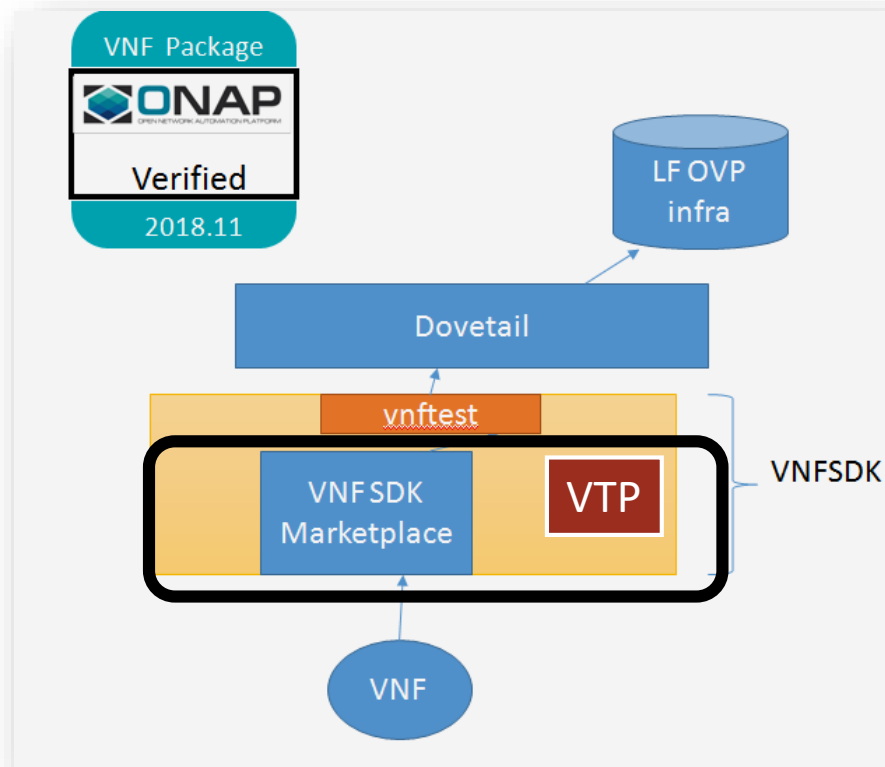 VNF Package
ONAP
OPEN NETWORK AUTOMATION PLATFORM
Verified
2018.11
LF OVP
infra
Dovetail
vnftest
VNF SDK
Marketplace
VTP
VNFSDK
VNF